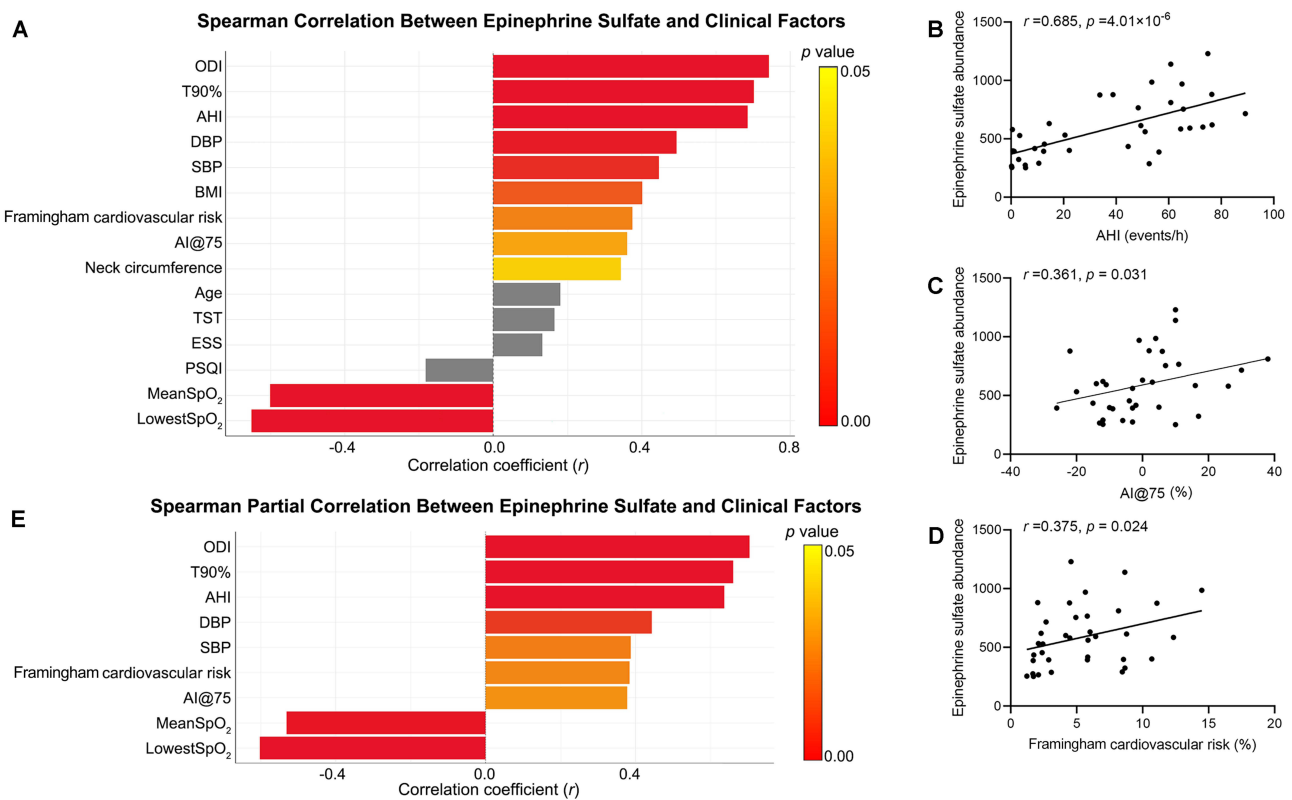 A
Spearman Correlation Between Epinephrine Sulfate and Clinical Factors
p value
0.05
0.00
ODI
T90%
AHI
DBP
SBP
BMI
Framingham cardiovascular risk
AI@75
Neck circumference
Age
TST
ESS
PSQI
MeanSpO2
LowestSpO2
-0.4 0.0 0.4 0.8
Correlation coefficient (r)
B
r =0.685, p =4.01×10-6
Epinephrine sulfate abundance
1500
1000
500
0
0 20 40 60 80 100
AHI (events/h)
C
r =0.361, p = 0.031
Epinephrine sulfate abundance
1500
1000
500
0
-40 -20 0 20 40
AI@75 (%)
D
r =0.375, p = 0.024
Epinephrine sulfate abundance
1500
1000
500
0
0 5 10 15 20
Framingham cardiovascular risk (%)
E
Spearman Partial Correlation Between Epinephrine Sulfate and Clinical Factors
p value
0.05
0.00
ODI
T90%
AHI
DBP
SBP
Framingham cardiovascular risk
AI@75
MeanSpO2
LowestSpO2
-0.4 0.0 0.4
Correlation coefficient (r)